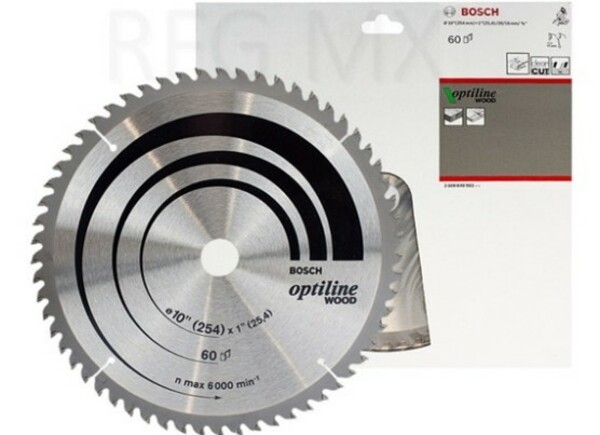 REG MX
BOSCH
60
clean
CUT
optiline
WOOD
BOSCH
optiline
WOOD
ø10" (254) x 1" (25,4)
60
n max 6000 min⁻¹